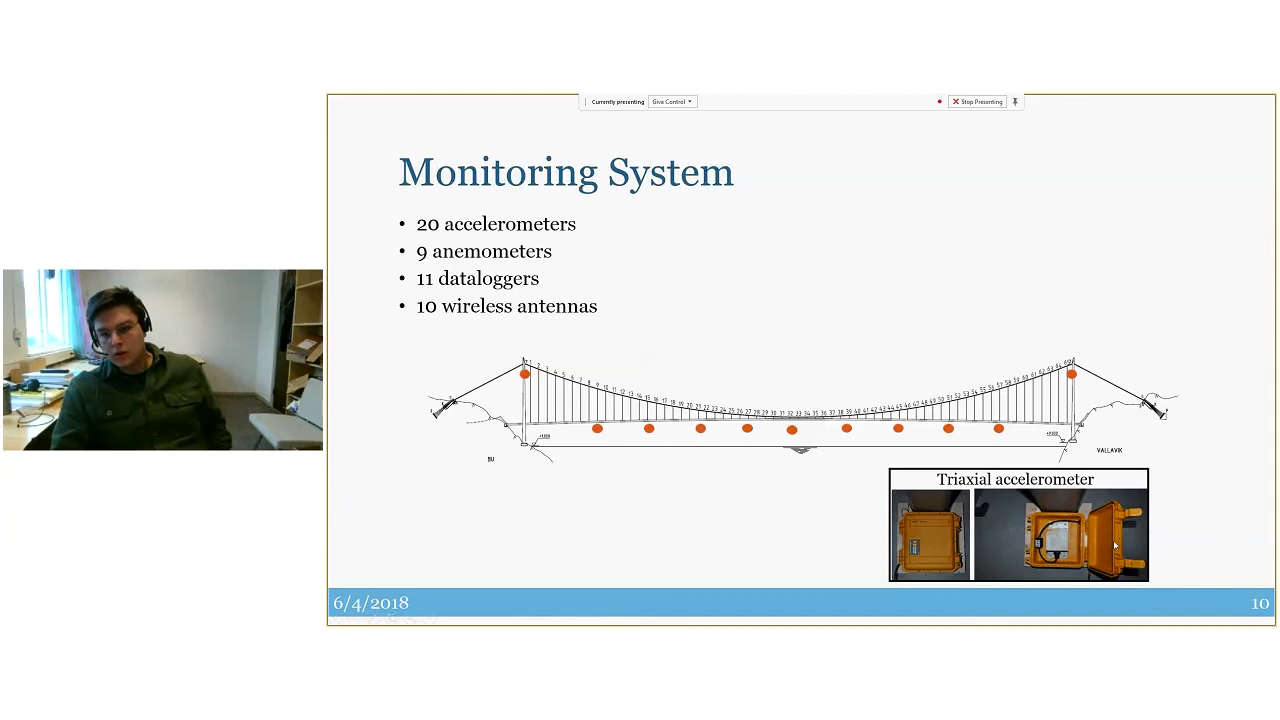 Currently presenting Give Control Stop Presenting
Monitoring System
• 20 accelerometers
• 9 anemometers
• 11 dataloggers
• 10 wireless antennas
BU
VALLAVIK
Triaxial accelerometer
6/4/2018
10